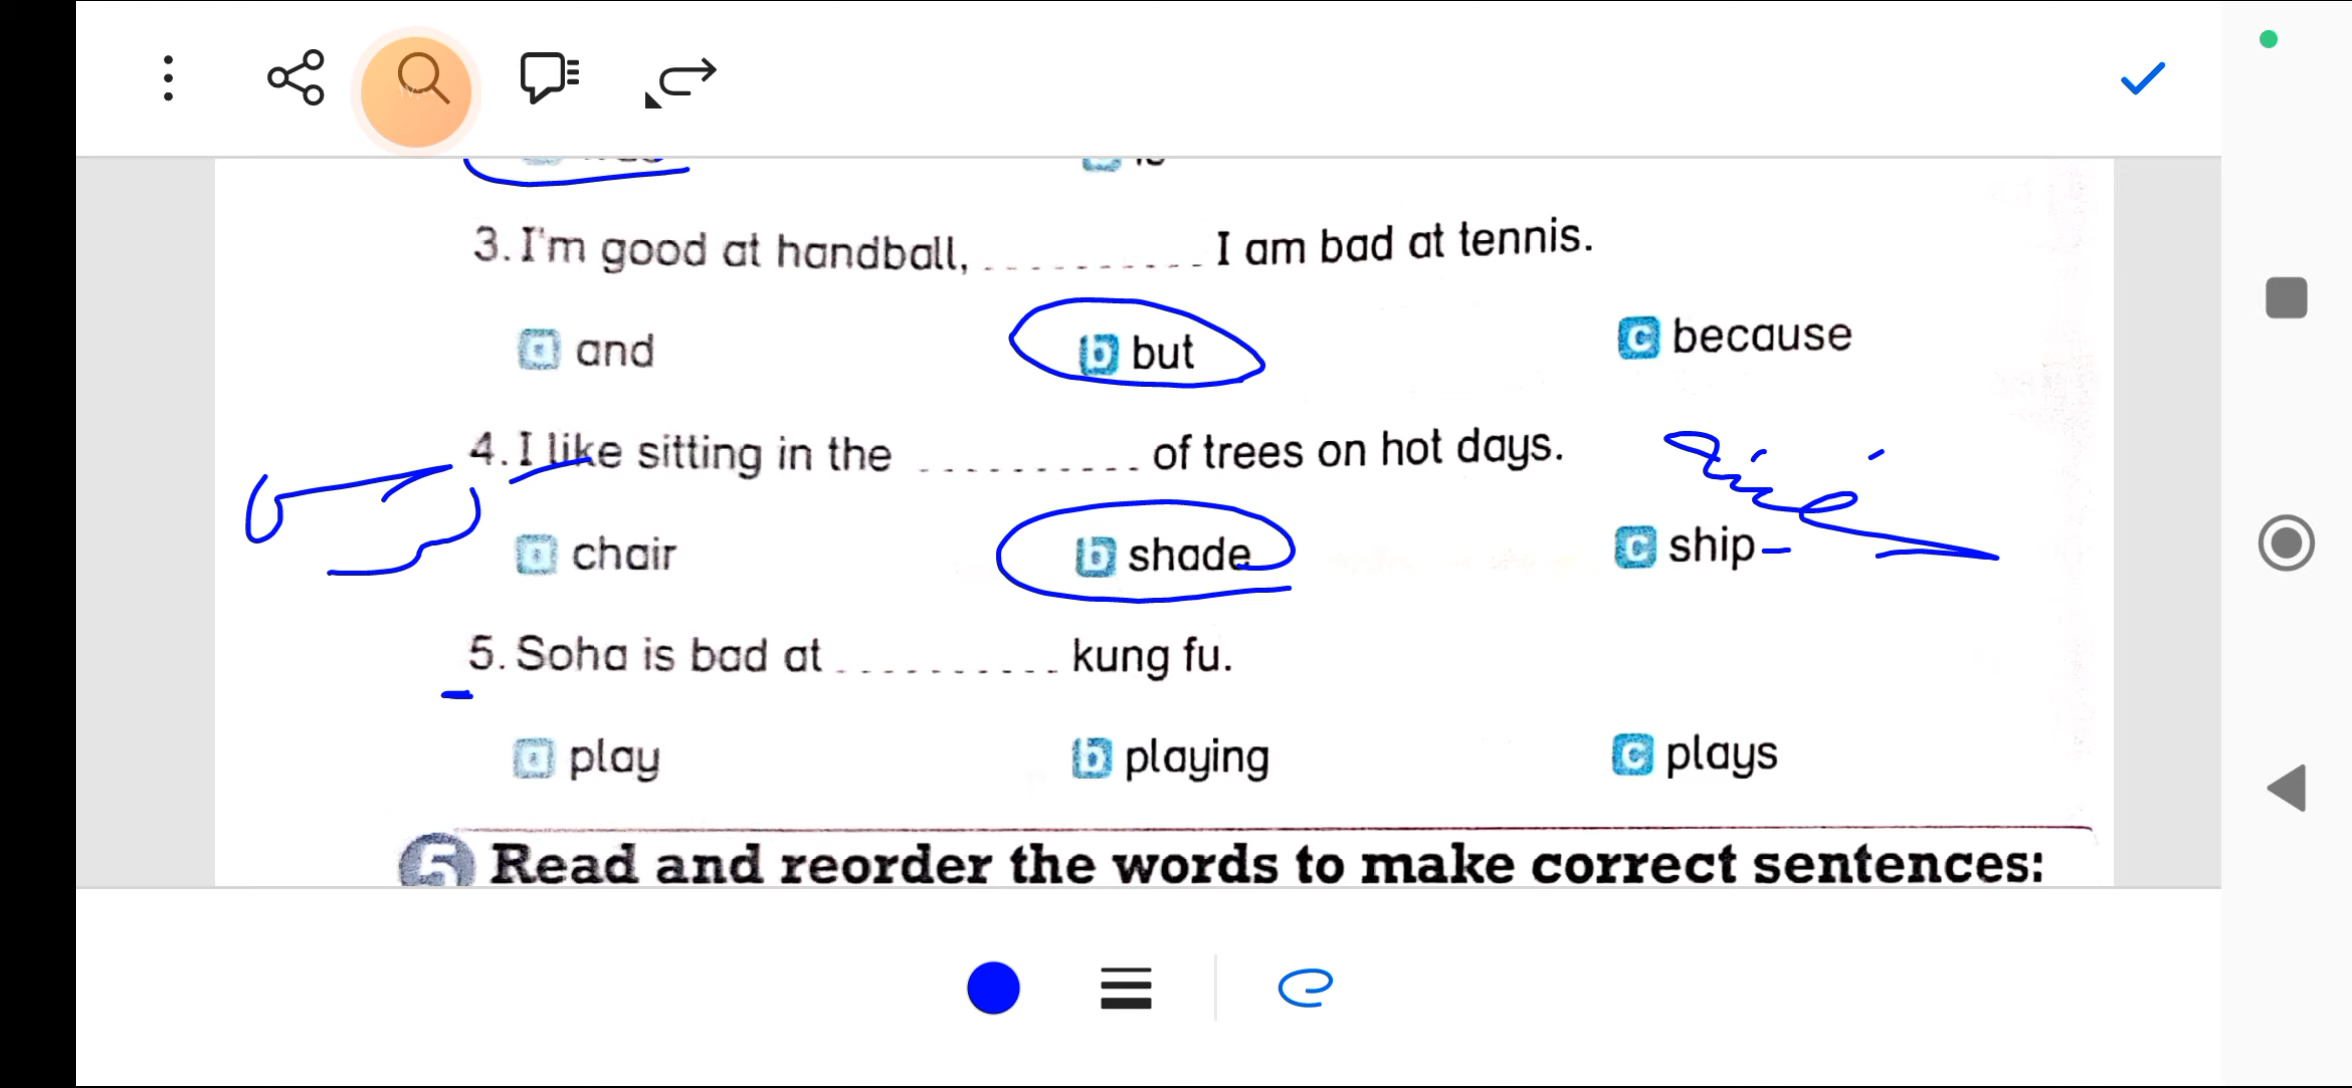 3. I'm good at handball, .......... I am bad at tennis.
a and b but c because
4. I like sitting in the .......... of trees on hot days.
a chair b shade c ship
5. Soha is bad at .......... kung fu.
a play b playing c plays
5 Read and reorder the words to make correct sentences: